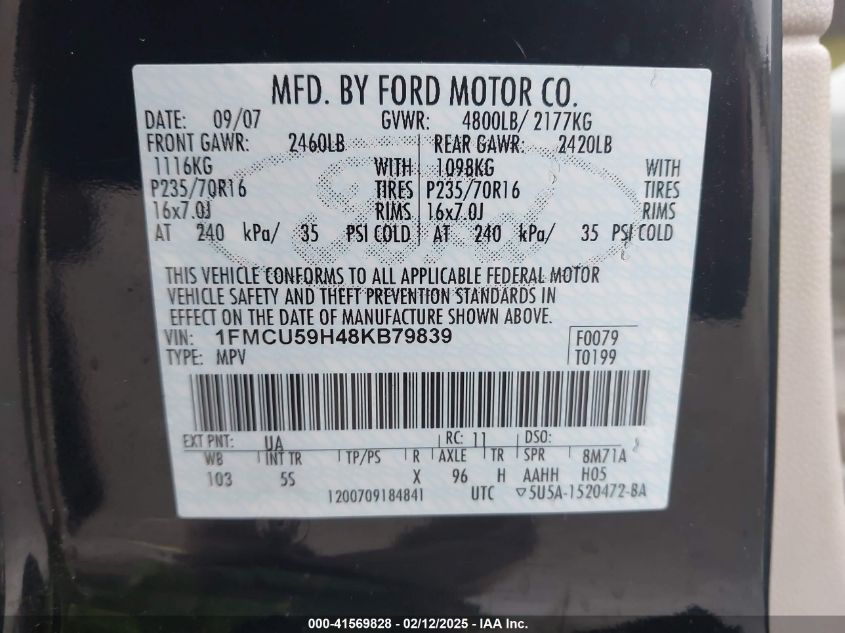 MFD. BY FORD MOTOR CO.
DATE: 09/07 GVWR: 4800LB/ 2177KG
FRONT GAWR: 2460LB REAR GAWR: 2420LB
1116KG WITH 1098KG WITH
P235/70R16 TIRES P235/70R16 TIRES
16x7.0J RIMS 16x7.0J RIMS
AT 240 kPa/ 35 PSI COLD AT 240 kPa/ 35 PSI COLD
THIS VEHICLE CONFORMS TO ALL APPLICABLE FEDERAL MOTOR
VEHICLE SAFETY AND THEFT PREVENTION STANDARDS IN
EFFECT ON THE DATE OF MANUFACTURE SHOWN ABOVE.
VIN: 1FMCU59H48KB79839 F0079
TYPE: MPV T0199
EXT PNT: UA RC: 11 DSO:
WB INT TR TP/PS R AXLE TR SPR 8M71A
103 5S X 96 H AAHH H05
1200709184841 UTC ▽5U5A-1520472-BA
000-41569828 - 02/12/2025 - IAA Inc.